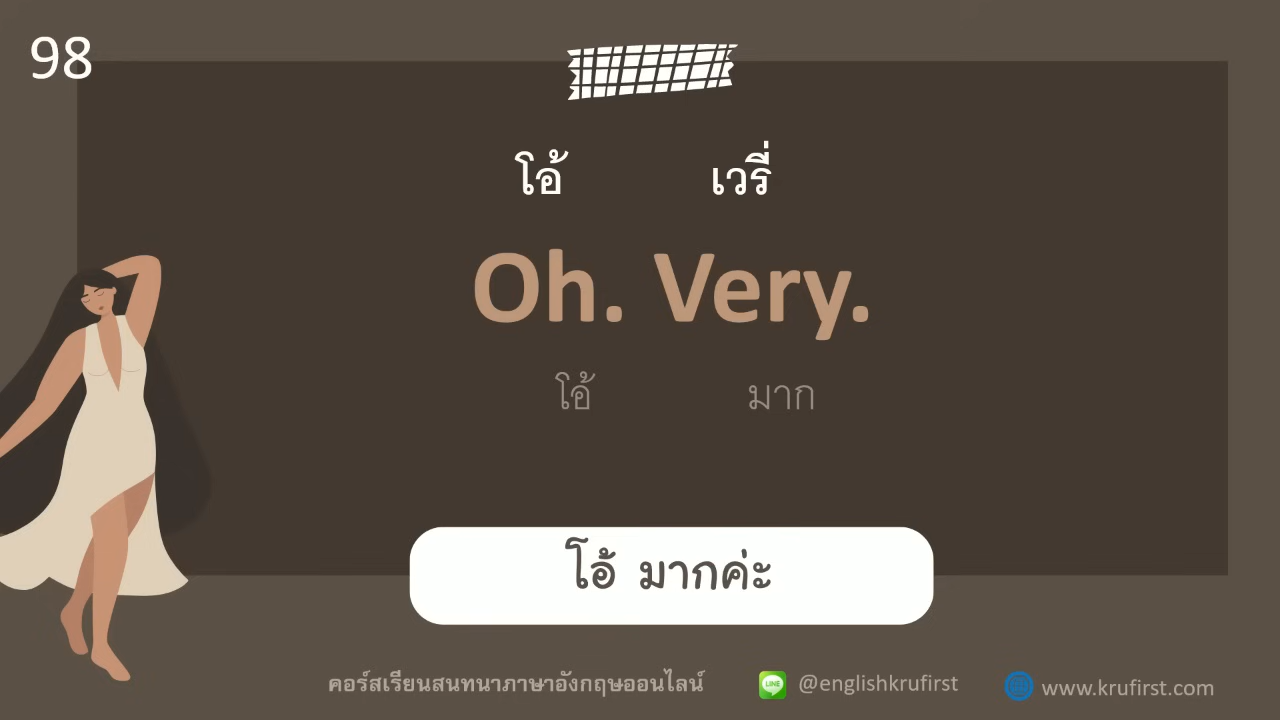 98
โอ้ เวรี่
Oh. Very.
โอ้ มาก
โอ้ มากค่ะ
คอร์สเรียนสนทนาภาษาอังกฤษออนไลน์ LINE @englishkrufirst www.krufirst.com